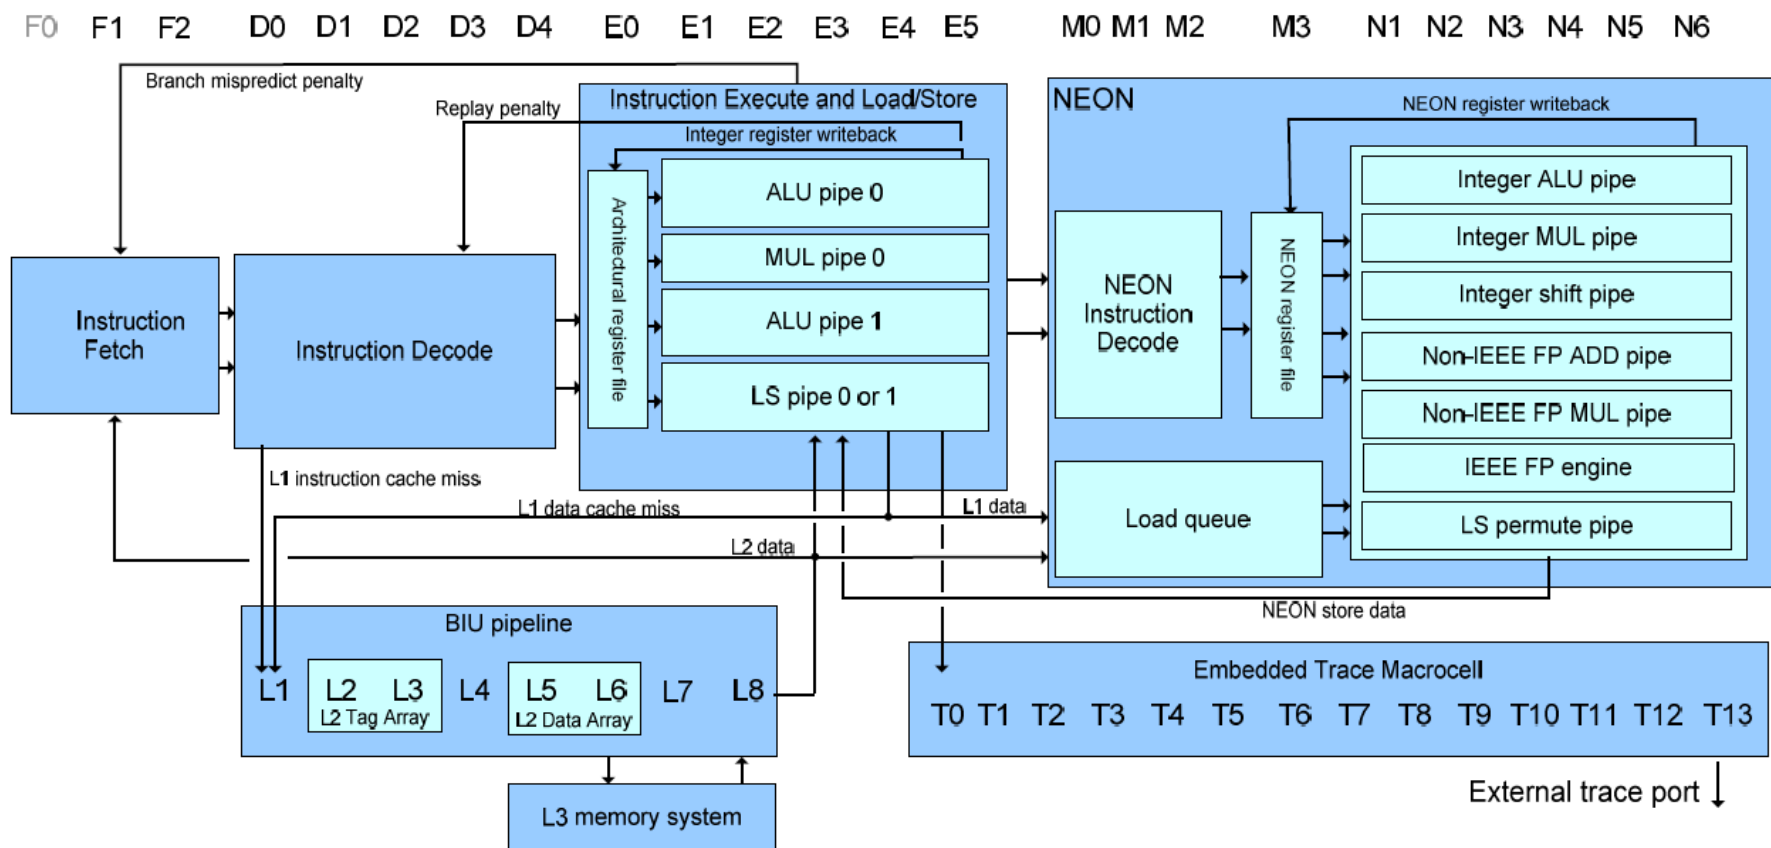 F0 F1 F2 D0 D1 D2 D3 D4 E0 E1 E2 E3 E4 E5 M0 M1 M2 M3 N1 N2 N3 N4 N5 N6
Branch mispredict penalty
Replay penalty
Instruction Execute and Load/Store
Integer register writeback
Architectural register file
ALU pipe 0
MUL pipe 0
ALU pipe 1
LS pipe 0 or 1
Instruction
Fetch
Instruction Decode
NEON
NEON register writeback
NEON
Instruction
Decode
NEON register file
Integer ALU pipe
Integer MUL pipe
Integer shift pipe
Non-IEEE FP ADD pipe
Non-IEEE FP MUL pipe
IEEE FP engine
LS permute pipe
Load queue
L1 instruction cache miss
L1 data cache miss
L1 data
L2 data
NEON store data
BIU pipeline
L1 L2 L3 L4 L5 L6 L7 L8
L2 Tag Array
L2 Data Array
L3 memory system
Embedded Trace Macrocell
T0 T1 T2 T3 T4 T5 T6 T7 T8 T9 T10 T11 T12 T13
External trace port